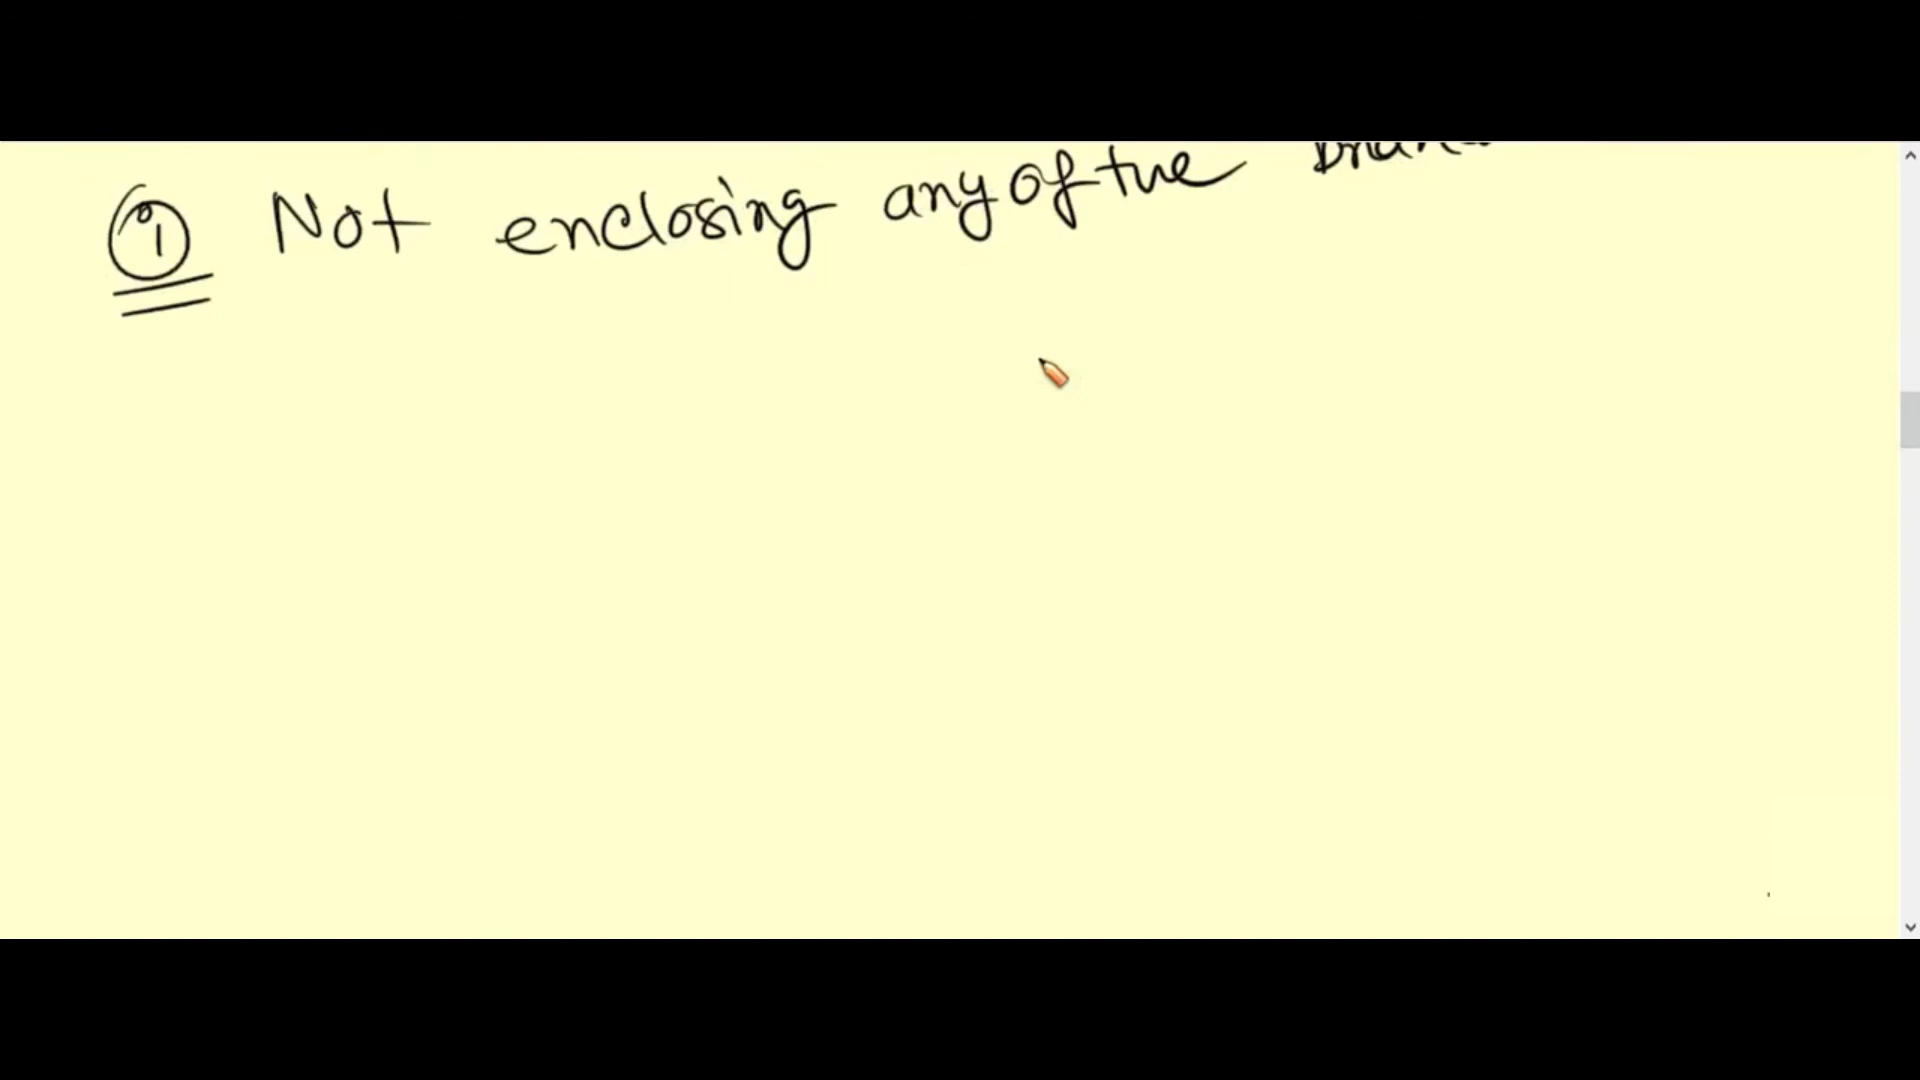 ① Not enclosing any of the